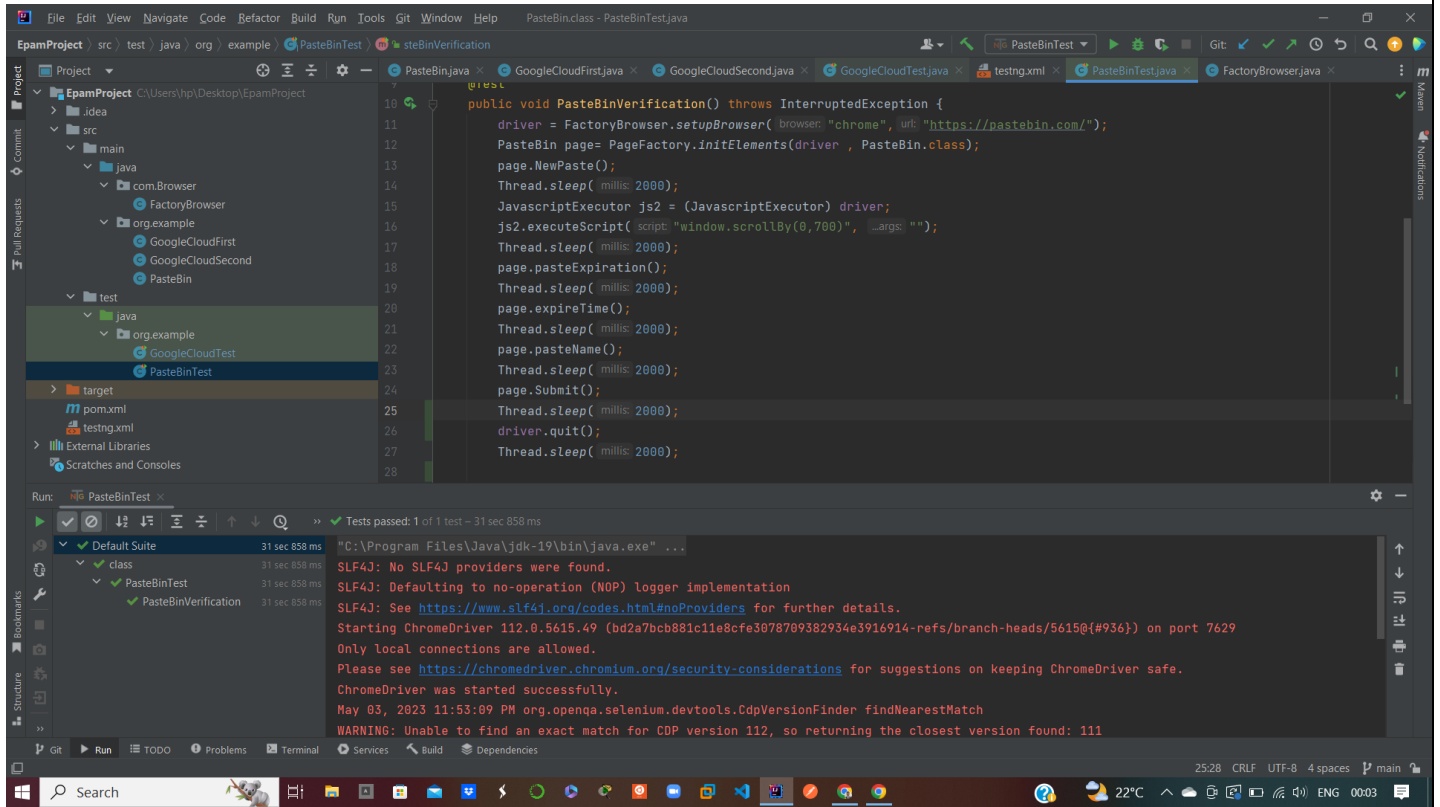 File Edit View Navigate Code Refactor Build Run Tools Git Window Help PasteBin.class - PasteBinTest.java
EpamProject src test java org example PasteBinTest steBinVerification PasteBinTest Git:
Project PasteBin.java GoogleCloudFirst.java GoogleCloudSecond.java GoogleCloudTest.java testng.xml PasteBinTest.java FactoryBrowser.java
Project
Commit
Pull Requests
Bookmarks
Structure
Maven
Notifications
EpamProject C:\Users\hp\Desktop\EpamProject
.idea
src
main
java
com.Browser
FactoryBrowser
org.example
GoogleCloudFirst
GoogleCloudSecond
PasteBin
test
java
org.example
GoogleCloudTest
PasteBinTest
target
pom.xml
testng.xml
External Libraries
Scratches and Consoles
9 @Test
10 public void PasteBinVerification() throws InterruptedException {
11 driver = FactoryBrowser.setupBrowser( browser: "chrome", url: "https://pastebin.com/");
12 PasteBin page= PageFactory.initElements(driver , PasteBin.class);
13 page.NewPaste();
14 Thread.sleep( millis: 2000);
15 JavascriptExecutor js2 = (JavascriptExecutor) driver;
16 js2.executeScript( script: "window.scrollBy(0,700)", ...args: "");
17 Thread.sleep( millis: 2000);
18 page.pasteExpiration();
19 Thread.sleep( millis: 2000);
20 page.expireTime();
21 Thread.sleep( millis: 2000);
22 page.pasteName();
23 Thread.sleep( millis: 2000);
24 page.Submit();
25 Thread.sleep( millis: 2000);
26 driver.quit();
27 Thread.sleep( millis: 2000);
28
Run: PasteBinTest
Tests passed: 1 of 1 test – 31 sec 858 ms
Default Suite 31 sec 858 ms
class 31 sec 858 ms
PasteBinTest 31 sec 858 ms
PasteBinVerification 31 sec 858 ms
"C:\Program Files\Java\jdk-19\bin\java.exe" ...
SLF4J: No SLF4J providers were found.
SLF4J: Defaulting to no-operation (NOP) logger implementation
SLF4J: See https://www.slf4j.org/codes.html#noProviders for further details.
Starting ChromeDriver 112.0.5615.49 (bd2a7bcb881c11e8cfe3078709382934e3916914-refs/branch-heads/5615@{#936}) on port 7629
Only local connections are allowed.
Please see https://chromedriver.chromium.org/security-considerations for suggestions on keeping ChromeDriver safe.
ChromeDriver was started successfully.
May 03, 2023 11:53:09 PM org.openqa.selenium.devtools.CdpVersionFinder findNearestMatch
WARNING: Unable to find an exact match for CDP version 112, so returning the closest version found: 111
Git Run TODO Problems Terminal Services Build Dependencies
25:28 CRLF UTF-8 4 spaces main
Search 22°C ENG 00:03